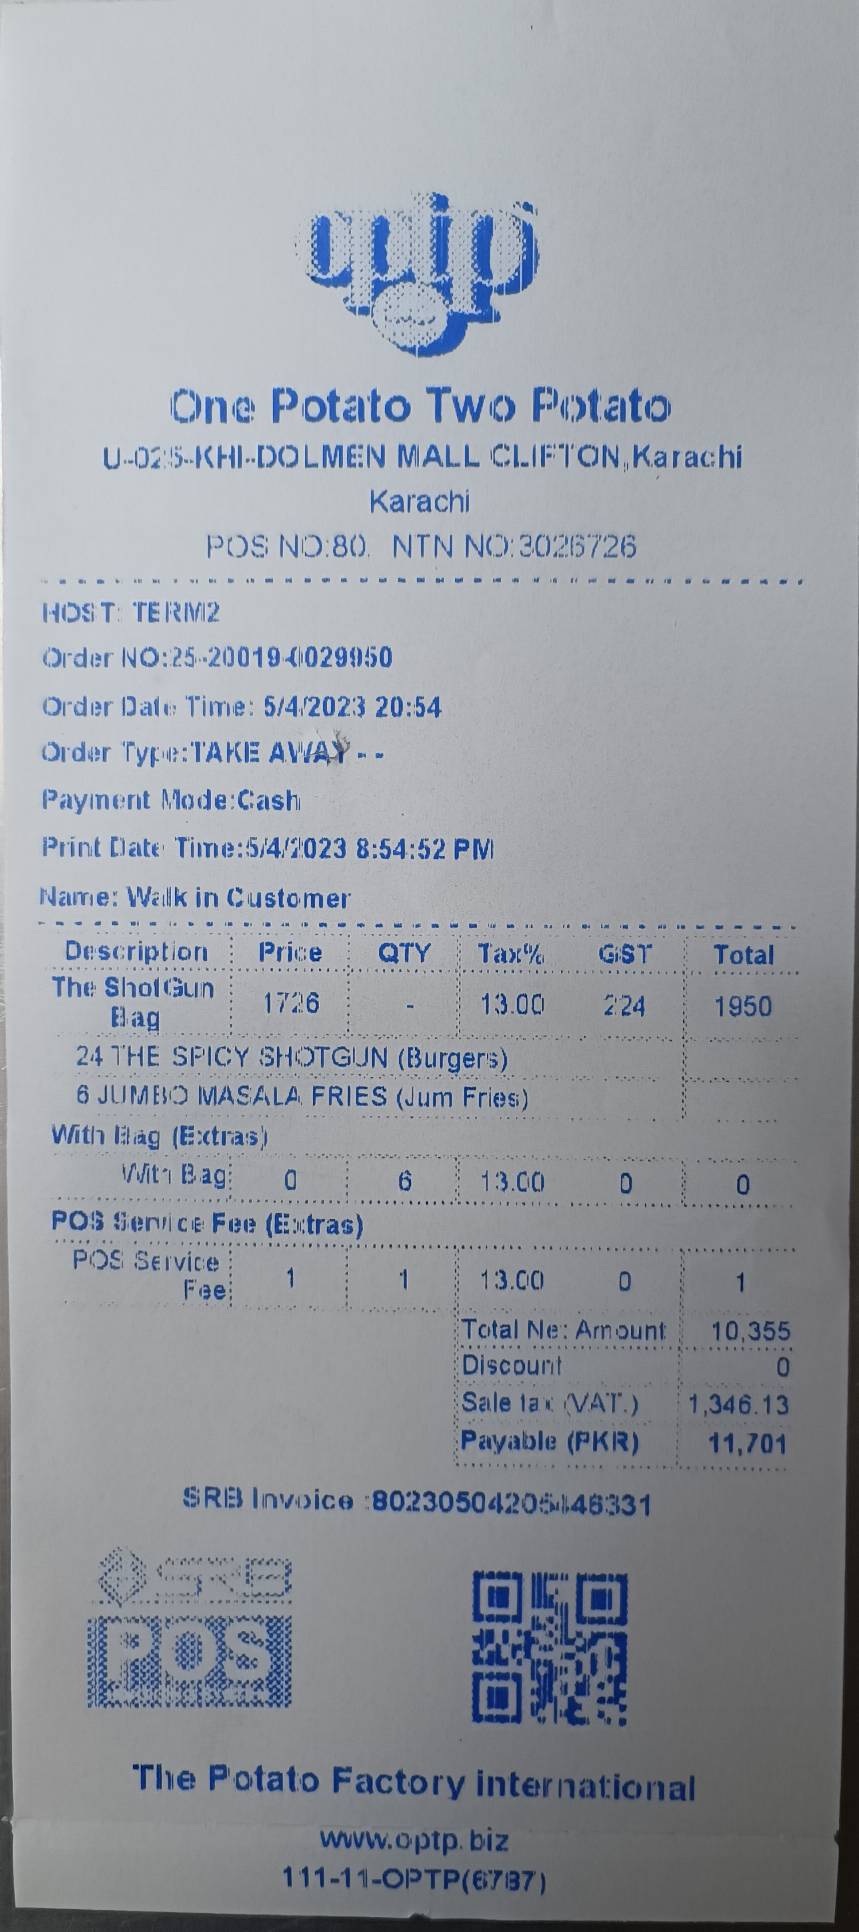 optp
One Potato Two Potato
U-025-KHI-DOLMEN MALL CLIFTON,Karachi
Karachi
POS NO:80. NTN NO:3026726
HOST: TERM2
Order NO:25-20019-0029950
Order Date Time: 5/4/2023 20:54
Order Type:TAKE AWAY - -
Payment Mode:Cash
Print Date Time:5/4/2023 8:54:52 PM
Name: Walk in Customer
Description Price QTY Tax% GST Total
The ShotGun 1726 - 13.00 224 1950
Bag
24 THE SPICY SHOTGUN (Burgers)
6 JUMBO MASALA FRIES (Jum Fries)
With Bag (Extras)
With Bag 0 6 13.00 0 0
POS Service Fee (Extras)
POS Service 1 1 13.00 0 1
Fee
Total Net Amount 10,355
Discount 0
Sale tax (VAT.) 1,346.13
Payable (PKR) 11,701
SRB Invoice :80230504205446331
SRB
POS
The Potato Factory international
www.optp.biz
111-11-OPTP(6787)